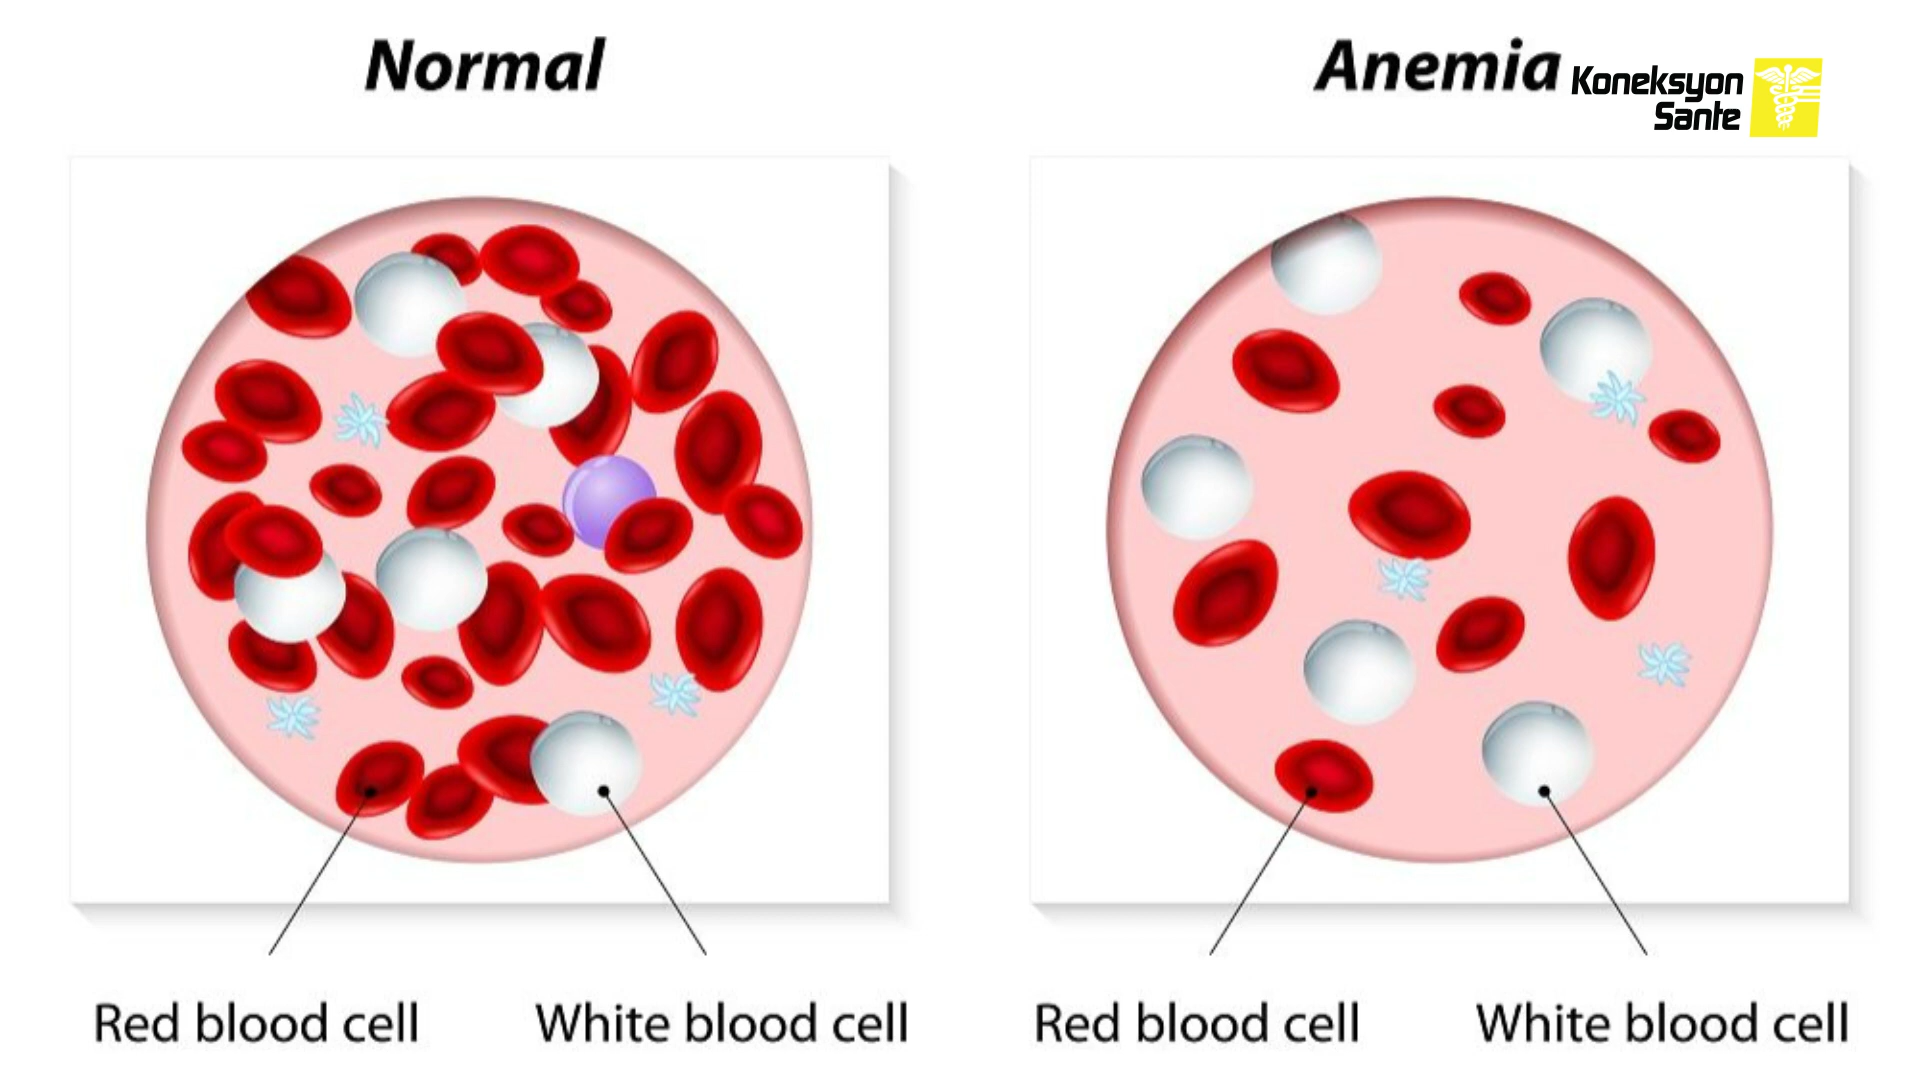 Normal
Anemia
Koneksyon
Sante
Red blood cell
White blood cell
Red blood cell
White blood cell